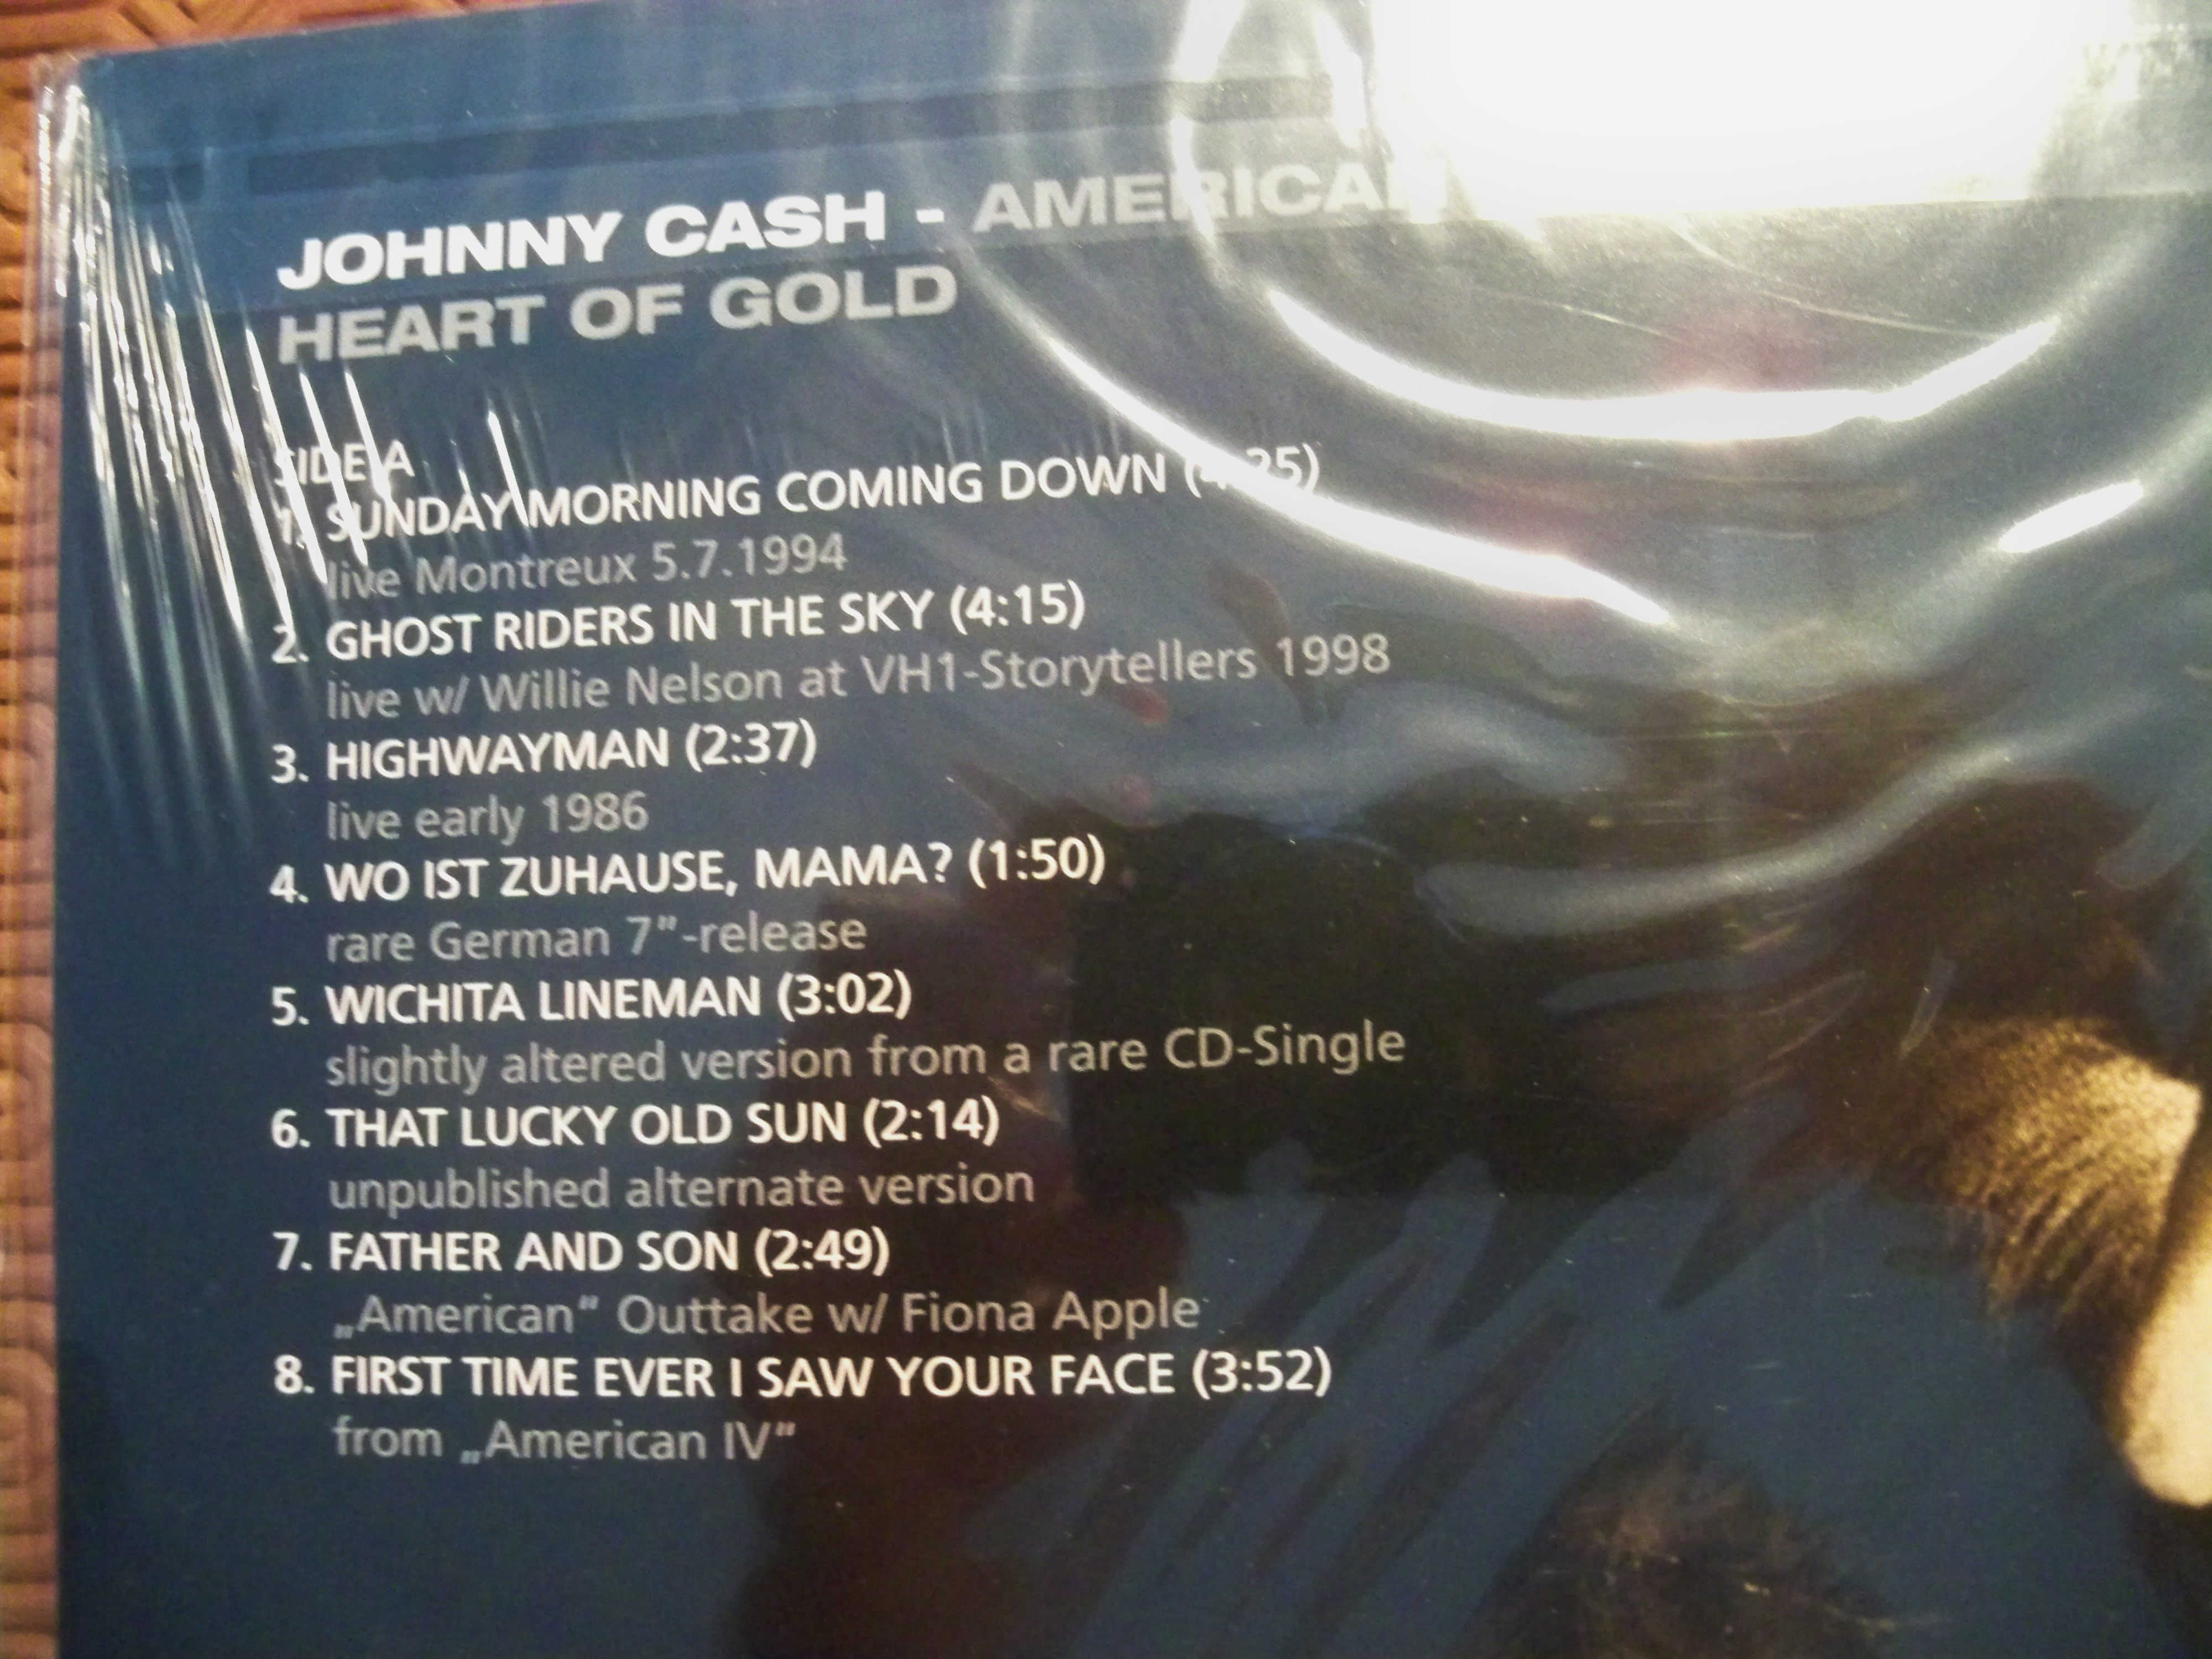 JOHNNY CASH - AMERICAN
HEART OF GOLD
SIDE A
1. SUNDAY MORNING COMING DOWN
live Montreux 5.7.1994
2. GHOST RIDERS IN THE SKY (4:15)
live w/ Willie Nelson at VH1-Storytellers 1998
3. HIGHWAYMAN (2:37)
live early 1986
4. WO IST ZUHAUSE, MAMA? (1:50)
rare German 7"-release
5. WICHITA LINEMAN (3:02)
slightly altered version from a rare CD-Single
6. THAT LUCKY OLD SUN (2:14)
unpublished alternate version
7. FATHER AND SON (2:49)
„American“ Outtake w/ Fiona Apple
8. FIRST TIME EVER I SAW YOUR FACE (3:52)
from „American IV“